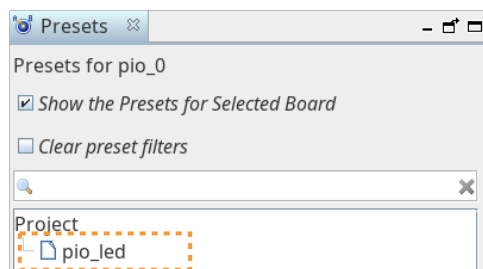 Presets
Presets for pio_0
Show the Presets for Selected Board
Clear preset filters
Project
pio_led